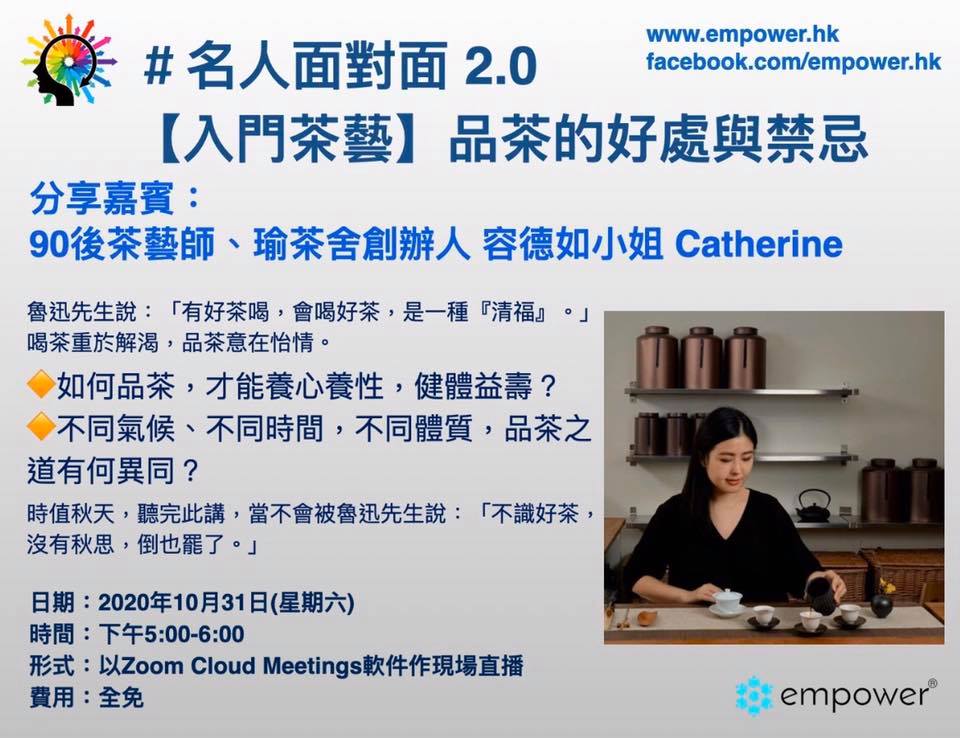 www.empower.hk
facebook.com/empower.hk
# 名人面對面 2.0
【入門茶藝】品茶的好處與禁忌
分享嘉賓：
90後茶藝師、瑜茶舍創辦人 容德如小姐 Catherine
魯迅先生說：「有好茶喝，會喝好茶，是一種『清福』。」
喝茶重於解渴，品茶意在怡情。
🔶如何品茶，才能養心養性，健體益壽？
🔶不同氣候、不同時間，不同體質，品茶之
道有何異同？
時值秋天，聽完此講，當不會被魯迅先生說：「不識好茶，
沒有秋思，倒也罷了。」
日期：2020年10月31日(星期六)
時間：下午5:00-6:00
形式：以Zoom Cloud Meetings軟件作現場直播
費用：全免
empower®